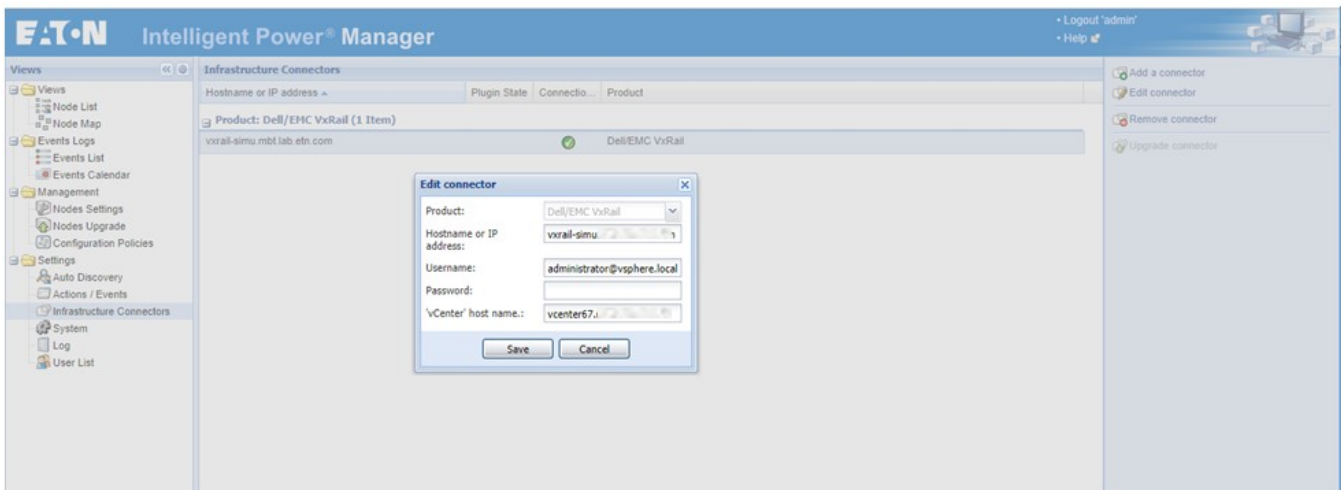 EATON Intelligent Power® Manager
• Logout 'admin'
• Help
Views
Views
Node List
Node Map
Events Logs
Events List
Events Calendar
Management
Nodes Settings
Nodes Upgrade
Configuration Policies
Settings
Auto Discovery
Actions / Events
Infrastructure Connectors
System
Log
User List
Infrastructure Connectors
Hostname or IP address Plugin State Connectio... Product
Product: Dell/EMC VxRail (1 Item)
vxrail-simu.mbt.lab.etn.com Dell/EMC VxRail
Edit connector
Product: Dell/EMC VxRail
Hostname or IP
address:
vxrail-simu.
Username: administrator@vsphere.local
Password:
'vCenter' host name.: vcenter67.
Save Cancel
Add a connector
Edit connector
Remove connector
Upgrade connector